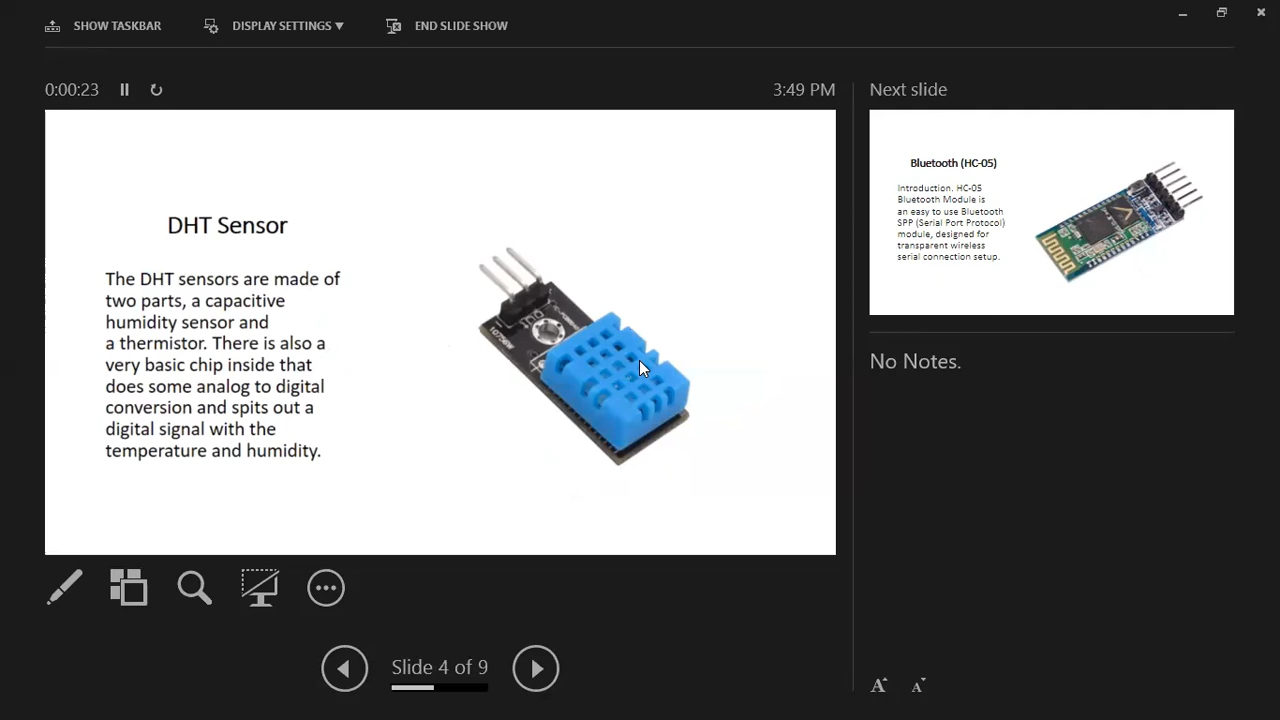 SHOW TASKBAR
DISPLAY SETTINGS ▼
END SLIDE SHOW
0:00:23
3:49 PM
Next slide
DHT Sensor
The DHT sensors are made of
two parts, a capacitive
humidity sensor and
a thermistor. There is also a
very basic chip inside that
does some analog to digital
conversion and spits out a
digital signal with the
temperature and humidity.
Bluetooth (HC-05)
Introduction. HC-05
Bluetooth Module is
an easy to use Bluetooth
SPP (Serial Port Protocol)
module, designed for
transparent wireless
serial connection setup.
No Notes.
Slide 4 of 9
A
A